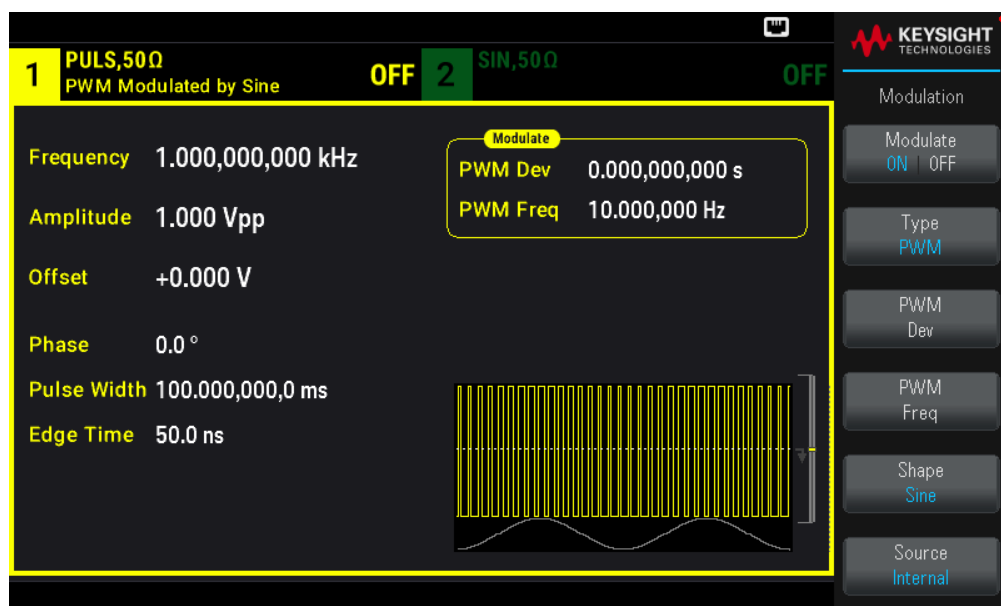 KEYSIGHT
TECHNOLOGIES
1
PULS,50Ω
PWM Modulated by Sine
OFF
2
SIN,50Ω
OFF
Frequency 1.000,000,000 kHz
Amplitude 1.000 Vpp
Offset +0.000 V
Phase 0.0 °
Pulse Width 100.000,000,0 ms
Edge Time 50.0 ns
Modulate
PWM Dev 0.000,000,000 s
PWM Freq 10.000,000 Hz
Modulation
Modulate
ON | OFF
Type
PWM
PWM
Dev
PWM
Freq
Shape
Sine
Source
Internal